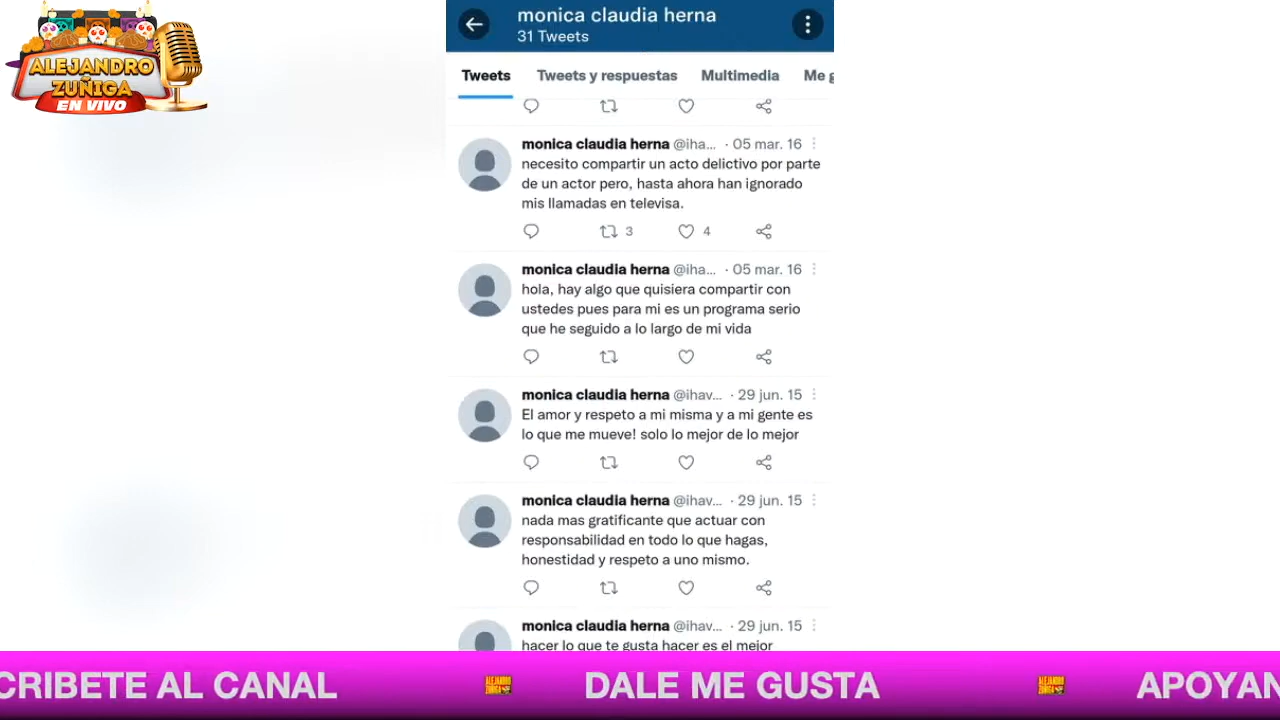 ALEJANDRO
ZUÑIGA
EN VIVO
monica claudia herna
31 Tweets
Tweets
Tweets y respuestas
Multimedia
Me g
monica claudia herna @iha... · 05 mar. 16
necesito compartir un acto delictivo por parte
de un actor pero, hasta ahora han ignorado
mis llamadas en televisa.
3
4
monica claudia herna @iha... · 05 mar. 16
hola, hay algo que quisiera compartir con
ustedes pues para mi es un programa serio
que he seguido a lo largo de mi vida
monica claudia herna @ihav... · 29 jun. 15
El amor y respeto a mi misma y a mi gente es
lo que me mueve! solo lo mejor de lo mejor
monica claudia herna @ihav... · 29 jun. 15
nada mas gratificante que actuar con
responsabilidad en todo lo que hagas,
honestidad y respeto a uno mismo.
monica claudia herna @ihav... · 29 jun. 15
hacer lo que te gusta hacer es el mejor
CRIBETE AL CANAL
ALEJANDRO
ZUÑIGA
DALE ME GUSTA
ALEJANDRO
ZUÑIGA
APOYAN